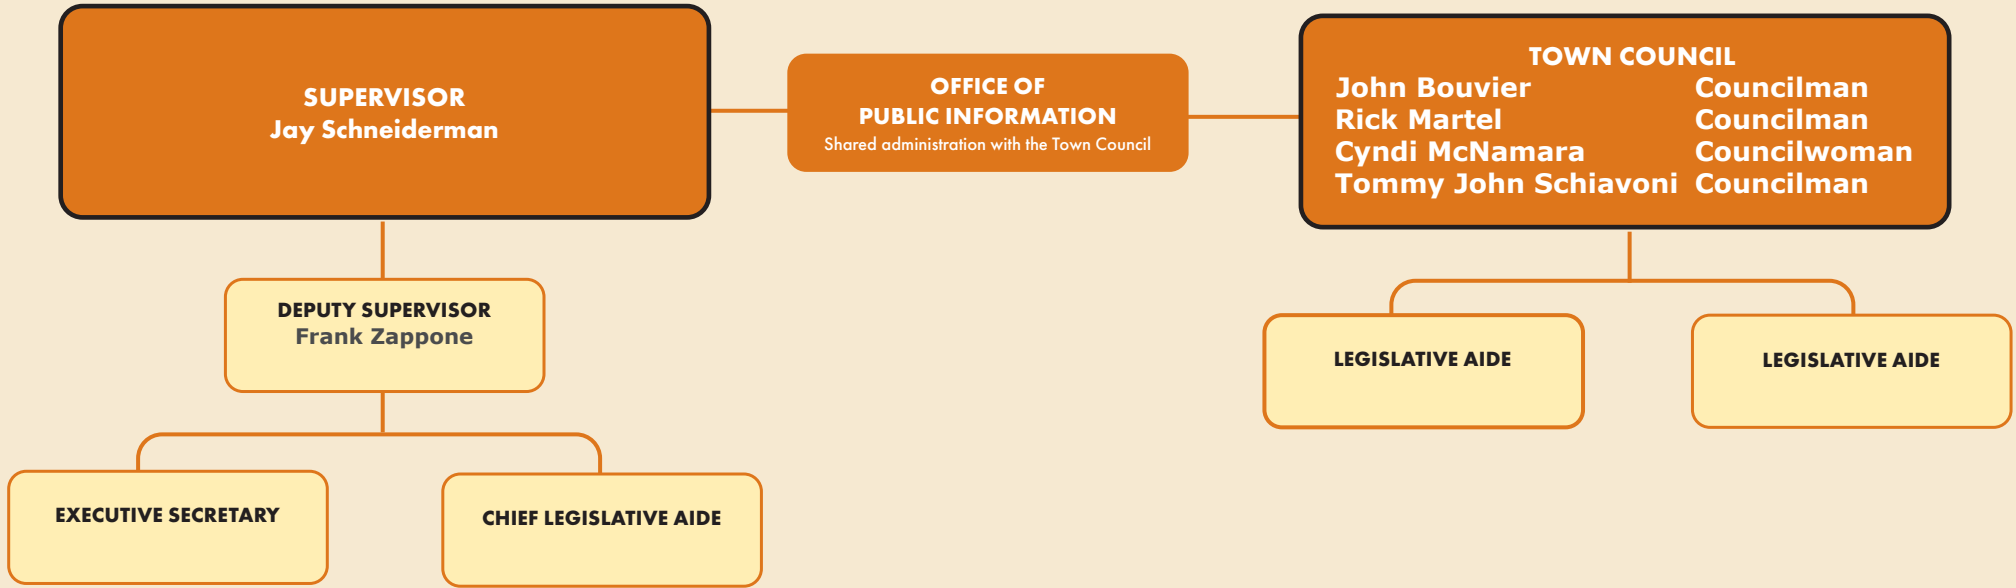 SUPERVISOR
Jay Schneiderman
OFFICE OF
PUBLIC INFORMATION
Shared administration with the Town Council
TOWN COUNCIL
John Bouvier Councilman
Rick Martel Councilman
Cyndi McNamara Councilwoman
Tommy John Schiavoni Councilman
DEPUTY SUPERVISOR
Frank Zappone
LEGISLATIVE AIDE
LEGISLATIVE AIDE
EXECUTIVE SECRETARY
CHIEF LEGISLATIVE AIDE